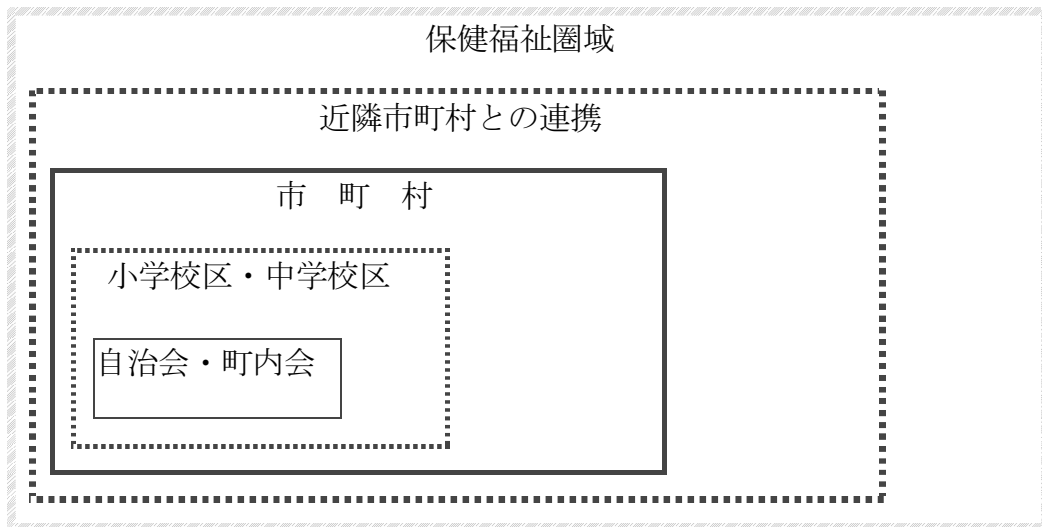 保健福祉圏域
近隣市町村との連携
市　町　村
小学校区・中学校区
自治会・町内会